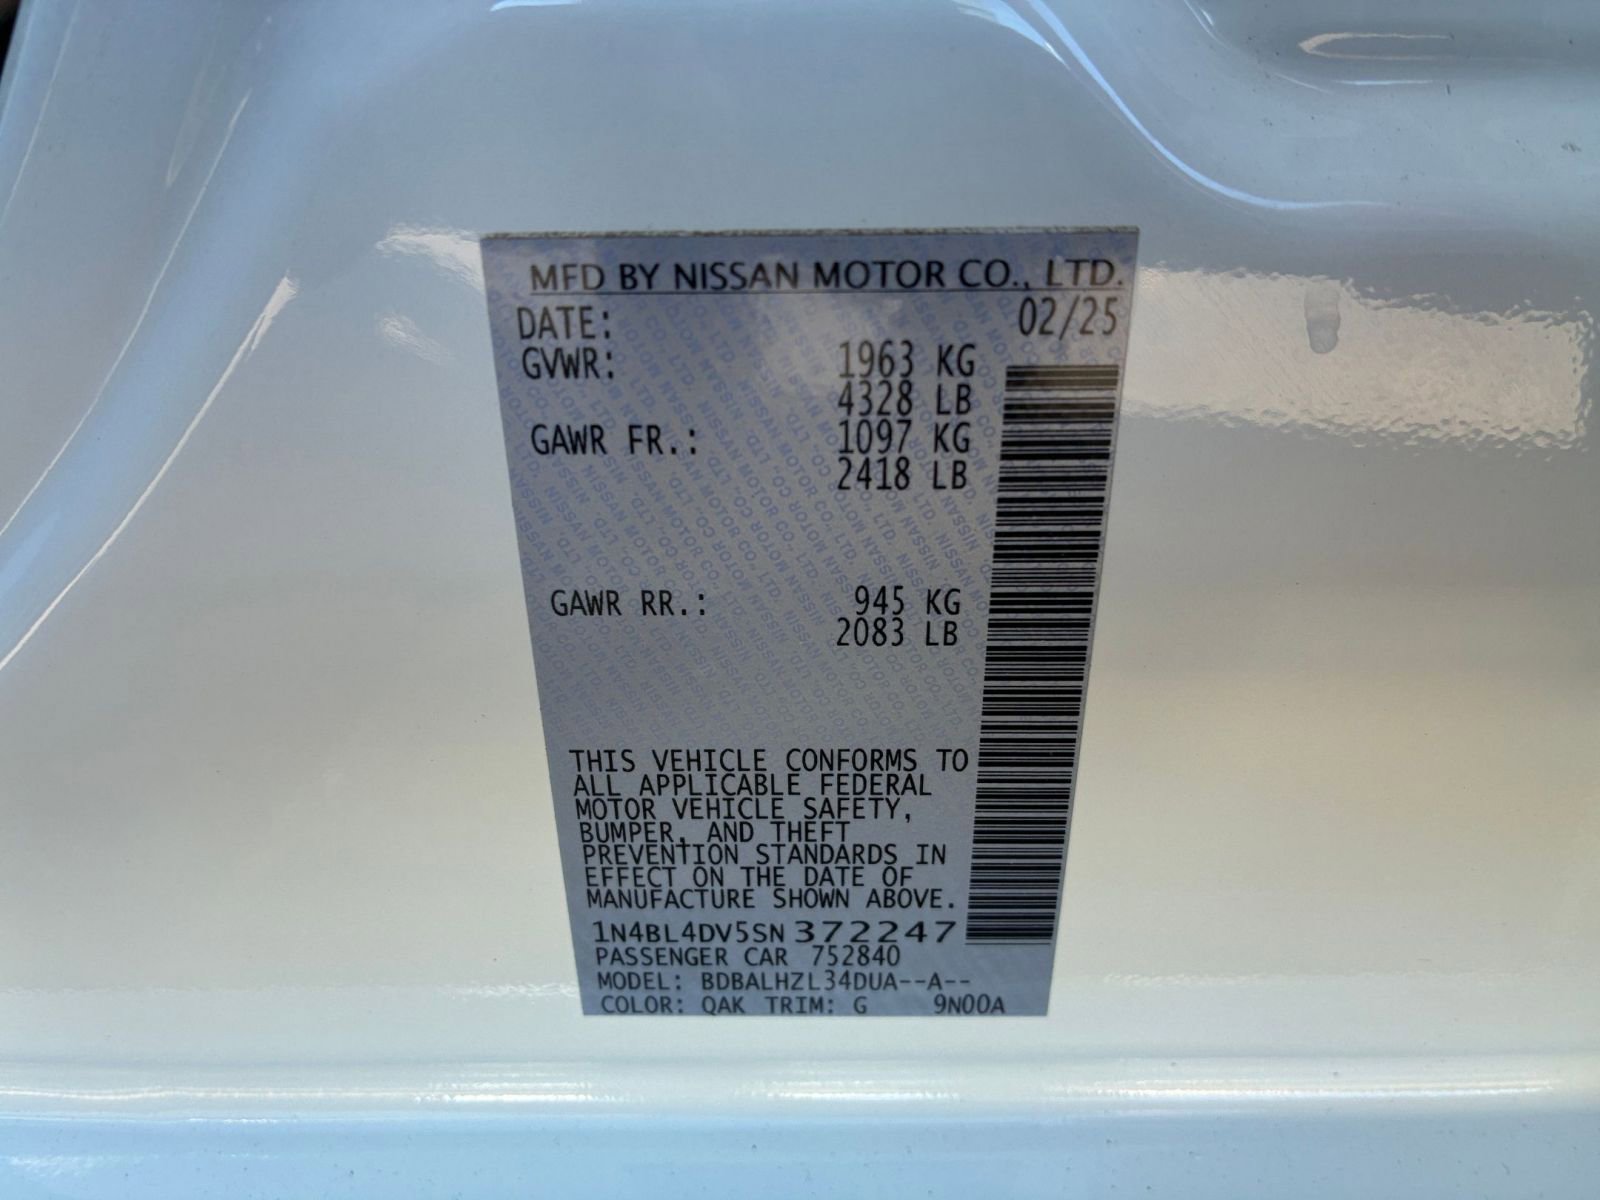 MFD BY NISSAN MOTOR CO., LTD.
DATE: 02/25
GVWR: 1963 KG
4328 LB
GAWR FR.: 1097 KG
2418 LB
GAWR RR.: 945 KG
2083 LB
THIS VEHICLE CONFORMS TO
ALL APPLICABLE FEDERAL
MOTOR VEHICLE SAFETY,
BUMPER, AND THEFT
PREVENTION STANDARDS IN
EFFECT ON THE DATE OF
MANUFACTURE SHOWN ABOVE.
1N4BL4DV5SN372247
PASSENGER CAR 752840
MODEL: BDBALHZL34DUA--A--
COLOR: QAK TRIM: G 9N00A